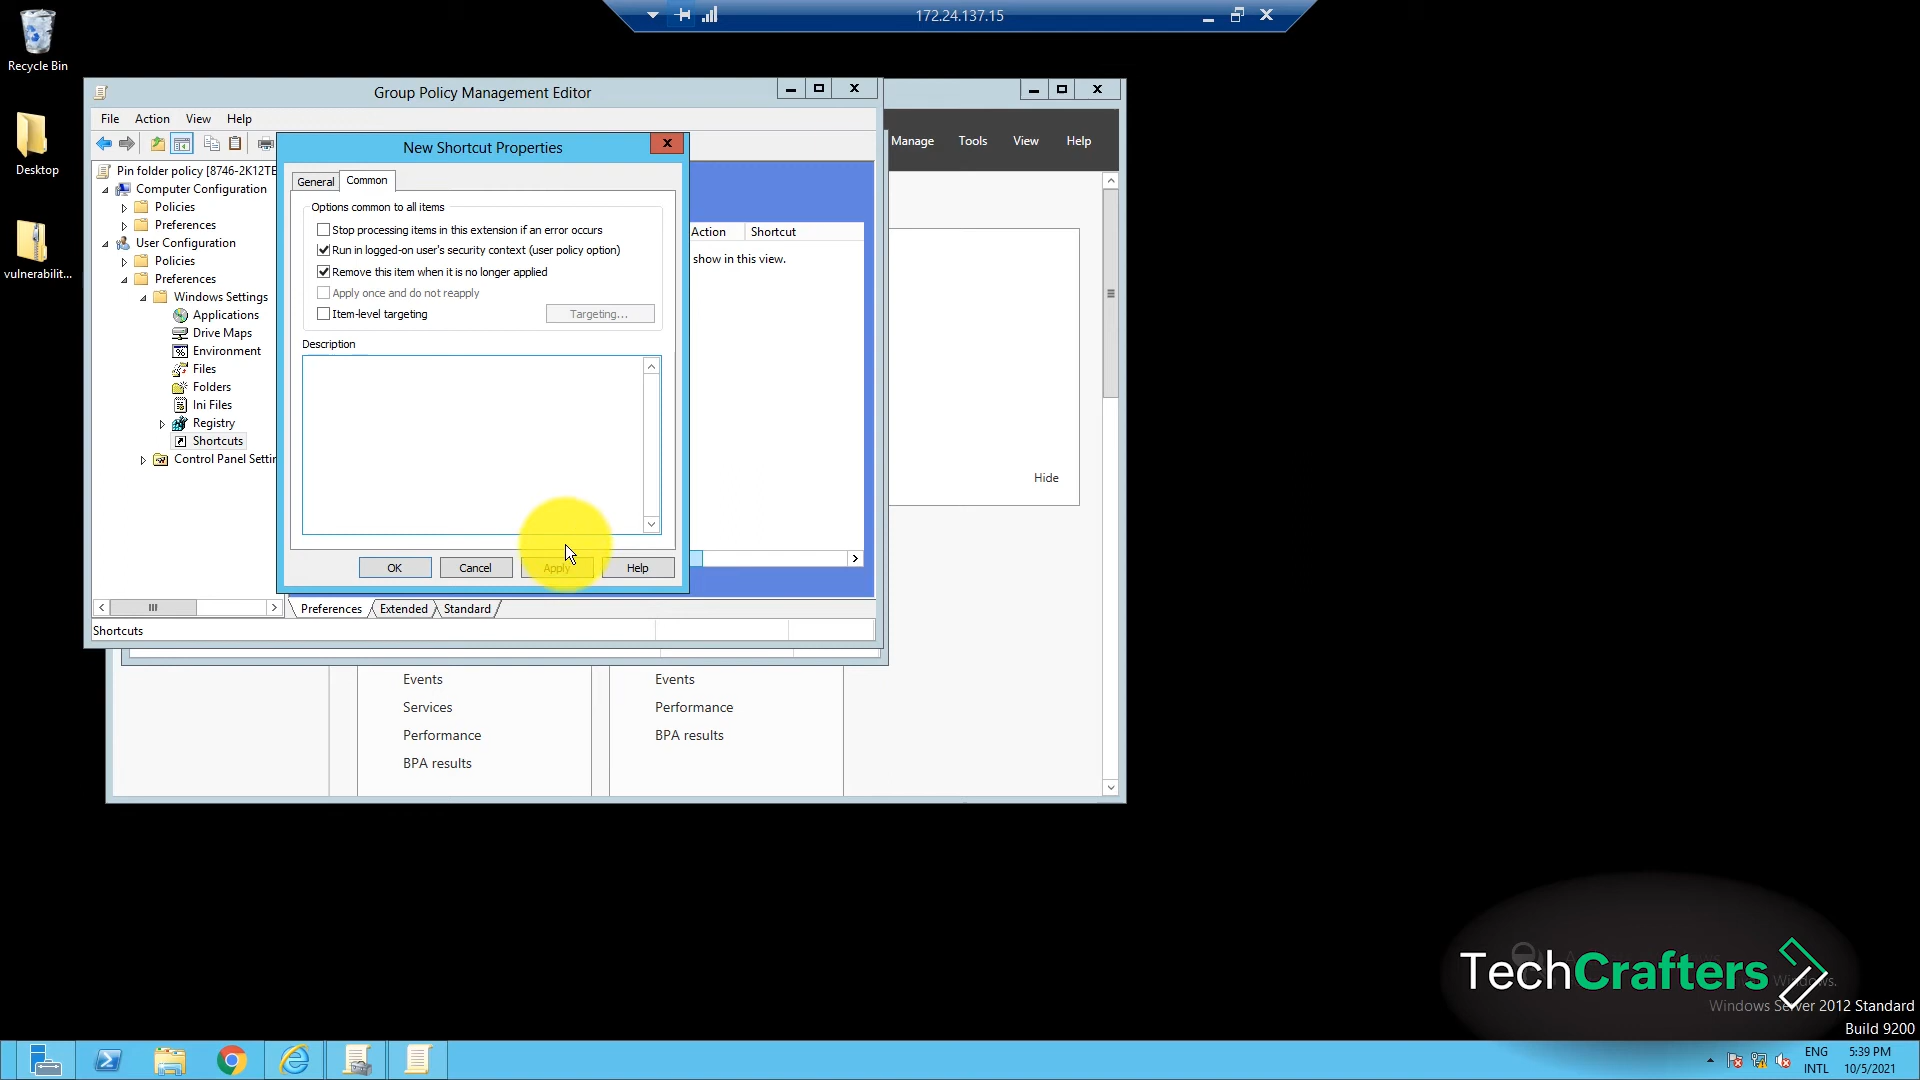 172.24.137.15
Recycle Bin
Desktop
vulnerabilit...
Group Policy Management Editor
File Action View Help
Manage Tools View Help
Pin folder policy [8746-2K12TE
Computer Configuration
Policies
Preferences
User Configuration
Policies
Preferences
Windows Settings
Applications
Drive Maps
Environment
Files
Folders
Ini Files
Registry
Shortcuts
Control Panel Settin
New Shortcut Properties
General Common
Options common to all items
Stop processing items in this extension if an error occurs
Run in logged-on user's security context (user policy option)
Remove this item when it is no longer applied
Apply once and do not reapply
Item-level targeting
Targeting...
Description
OK Cancel Apply Help
Action Shortcut
show in this view.
Hide
Preferences Extended Standard
Shortcuts
Events
Services
Performance
BPA results
Events
Performance
BPA results
TechCrafters
Windows Server 2012 Standard
Build 9200
ENG
INTL
5:39 PM
10/5/2021